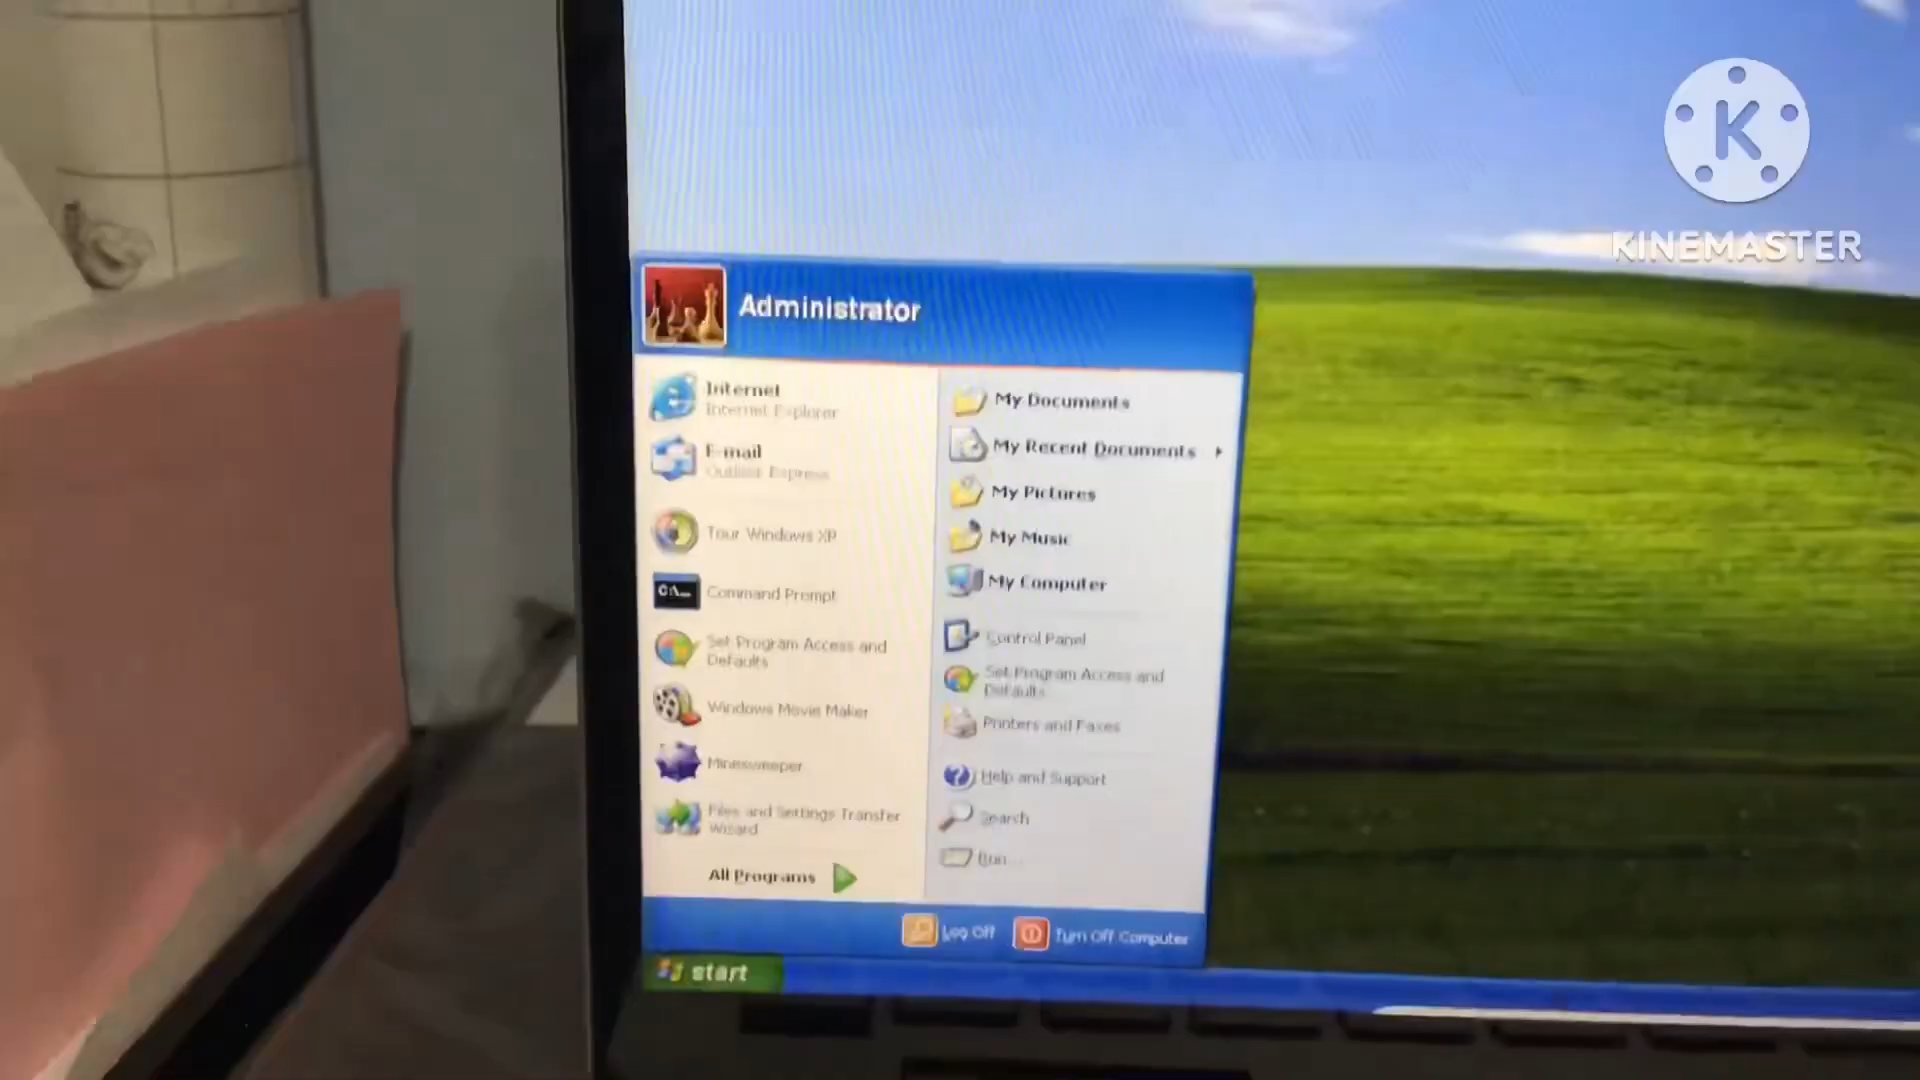 K
KINEMASTER
Administrator
Internet
Internet Explorer
E-mail
Outlook Express
Tour Windows XP
C:\_
Command Prompt
Set Program Access and
Defaults
Windows Movie Maker
Minesweeper
Files and Settings Transfer
Wizard
All Programs
My Documents
My Recent Documents
My Pictures
My Music
My Computer
Control Panel
Set Program Access and
Defaults
Printers and Faxes
Help and Support
Search
Run...
Log Off
Turn Off Computer
start